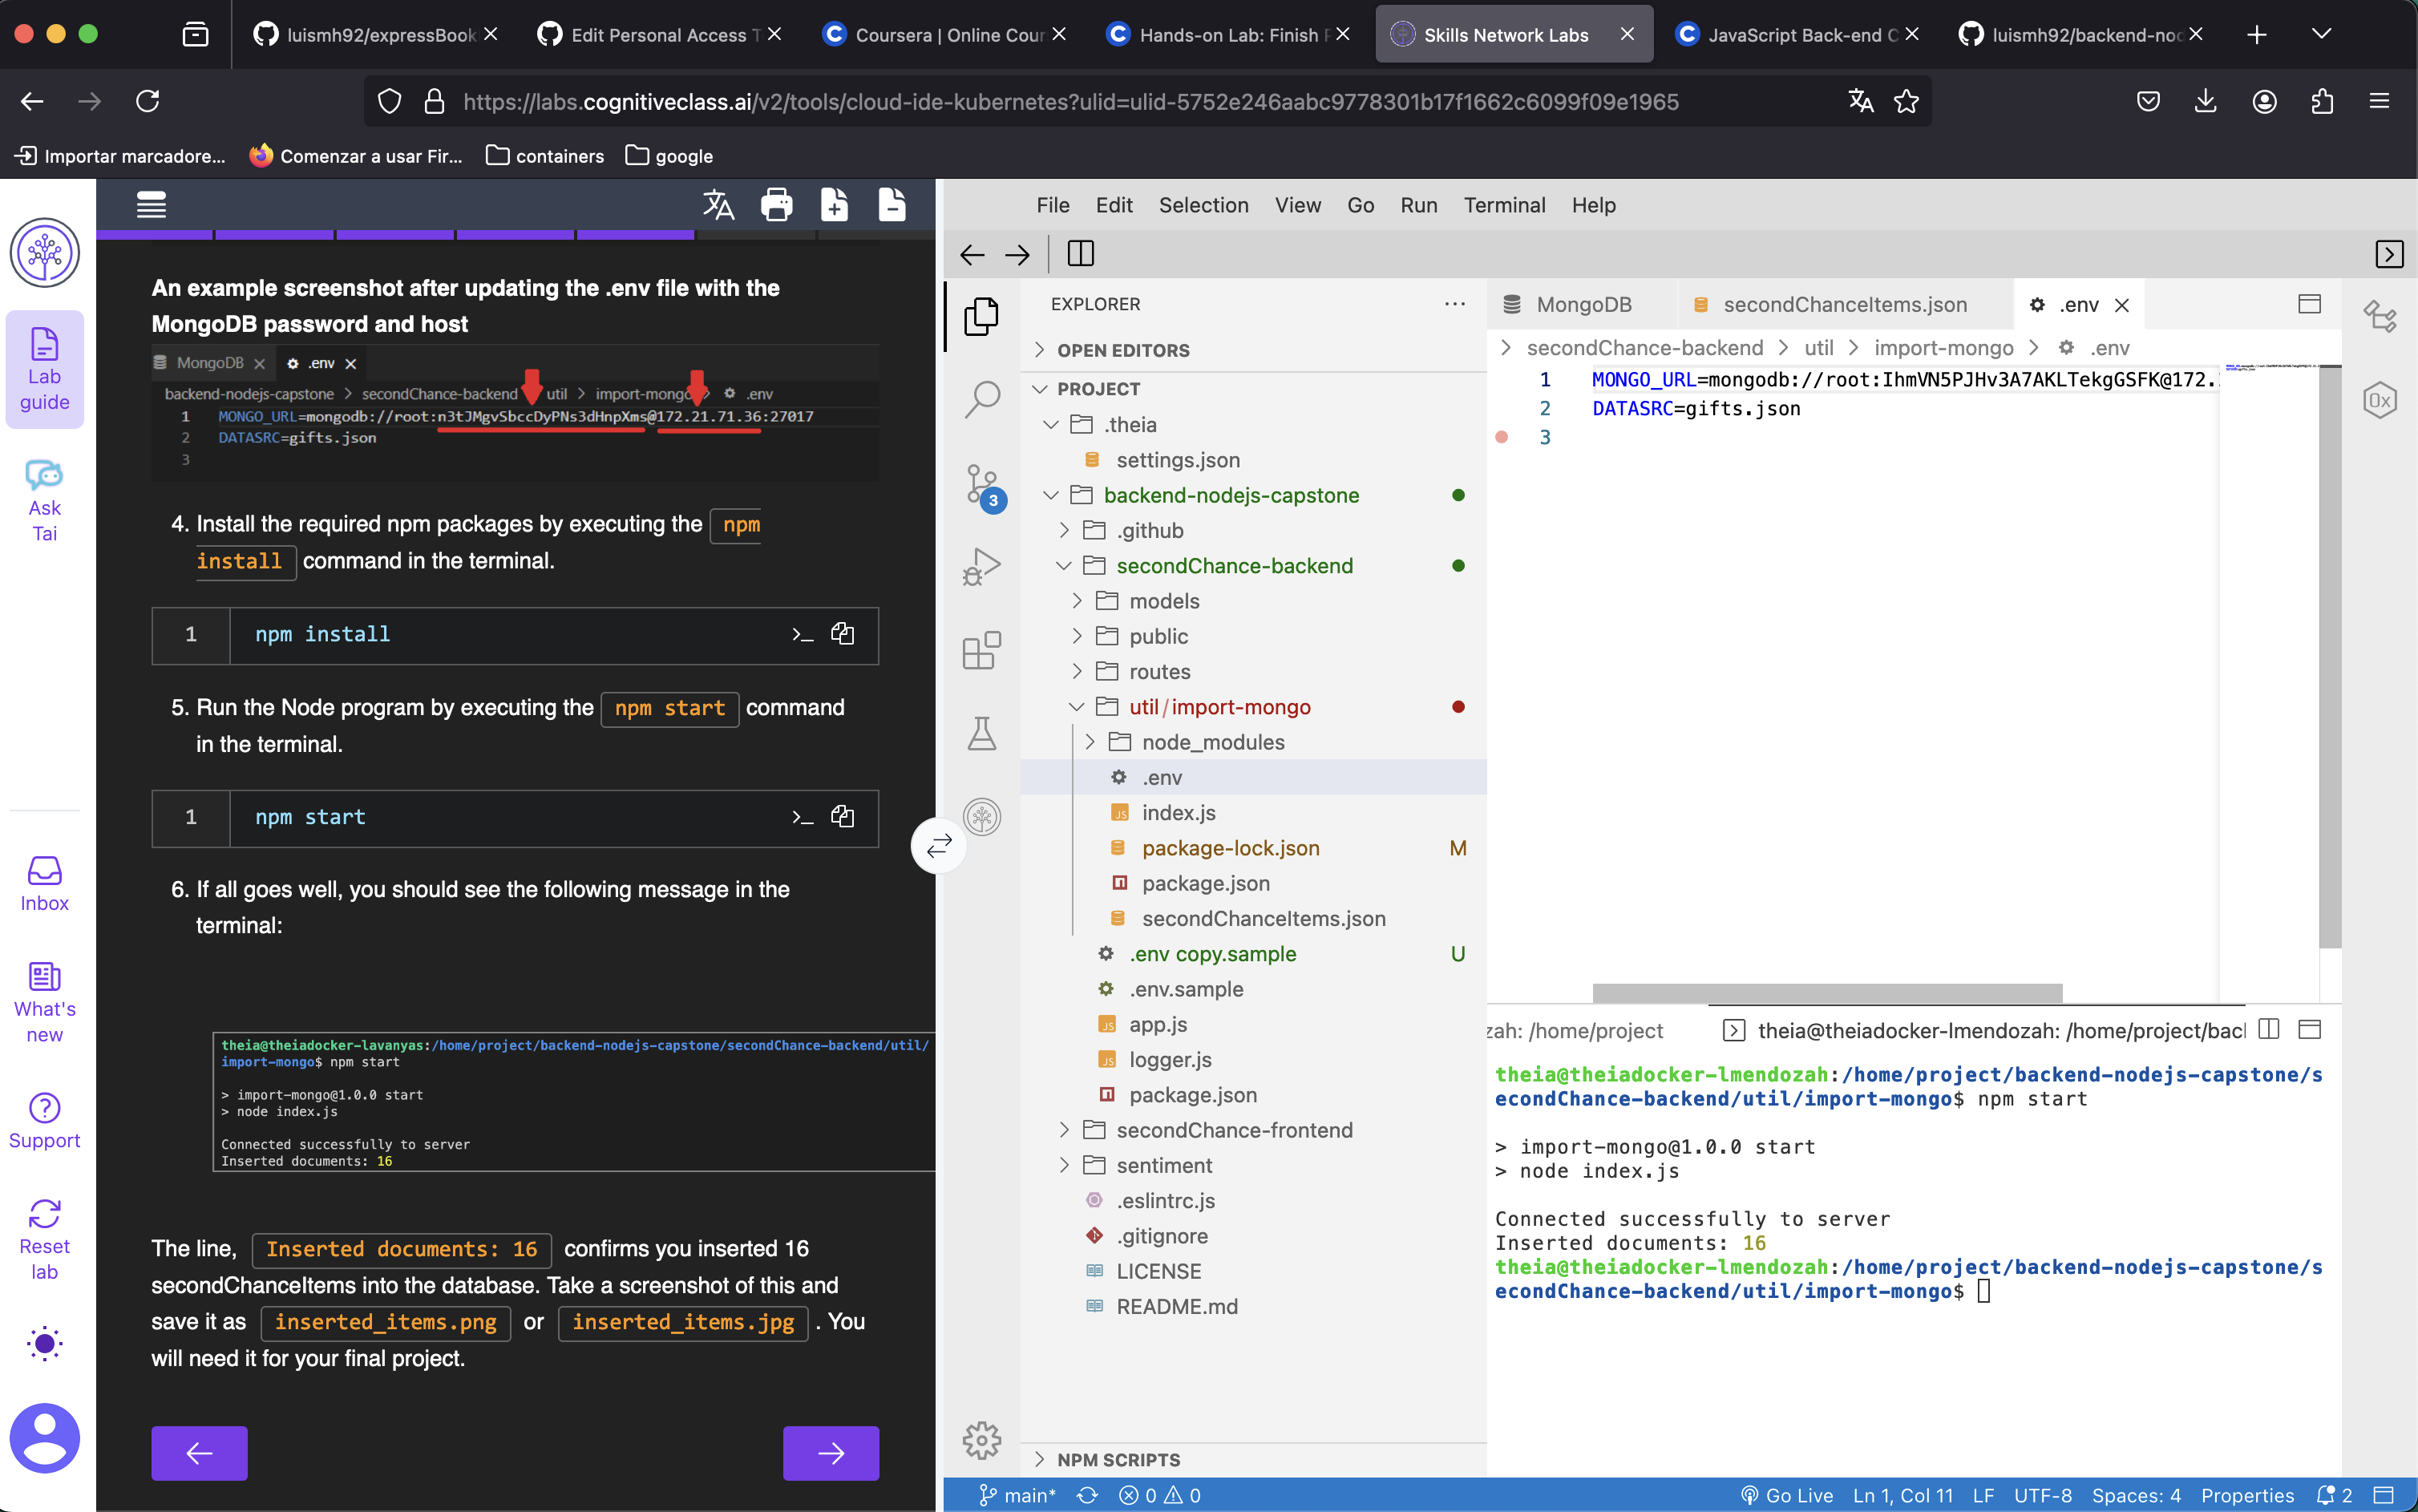 luismh92/expressBook
Edit Personal Access T
Coursera | Online Cour
Hands-on Lab: Finish P
Skills Network Labs
JavaScript Back-end C
luismh92/backend-nod
https://labs.cognitiveclass.ai/v2/tools/cloud-ide-kubernetes?ulid=ulid-5752e246aabc9778301b17f1662c6099f09e1965
Importar marcadore...
Comenzar a usar Fir...
containers
google
Lab
guide
Ask
Tai
Inbox
What's
new
Support
Reset
lab
An example screenshot after updating the .env file with the
MongoDB password and host
MongoDB
.env
backend-nodejs-capstone > secondChance-backend > util > import-mongo > .env
1 MONGO_URL=mongodb://root:n3tJMgvSbccDyPNs3dHnpXms@172.21.71.36:27017
2 DATASRC=gifts.json
3
4. Install the required npm packages by executing the npm
install command in the terminal.
1 npm install
5. Run the Node program by executing the npm start command
in the terminal.
1 npm start
6. If all goes well, you should see the following message in the
terminal:
theia@theiadocker-lavanyas:/home/project/backend-nodejs-capstone/secondChance-backend/util/
import-mongo$ npm start
> import-mongo@1.0.0 start
> node index.js
Connected successfully to server
Inserted documents: 16
The line, Inserted documents: 16 confirms you inserted 16
secondChanceItems into the database. Take a screenshot of this and
save it as inserted_items.png or inserted_items.jpg . You
will need it for your final project.
File Edit Selection View Go Run Terminal Help
EXPLORER
OPEN EDITORS
PROJECT
.theia
settings.json
backend-nodejs-capstone
.github
secondChance-backend
models
public
routes
util/import-mongo
node_modules
.env
index.js
package-lock.json M
package.json
secondChanceItems.json
.env copy.sample U
.env.sample
app.js
logger.js
package.json
secondChance-frontend
sentiment
.eslintrc.js
.gitignore
LICENSE
README.md
NPM SCRIPTS
3
MongoDB
secondChanceItems.json
.env
secondChance-backend > util > import-mongo > .env
1 MONGO_URL=mongodb://root:IhmVN5PJHv3A7AKLTekgGSFK@172.
2 DATASRC=gifts.json
3
0x
zah: /home/project
theia@theiadocker-lmendozah: /home/project/bac
theia@theiadocker-lmendozah:/home/project/backend-nodejs-capstone/s
econdChance-backend/util/import-mongo$ npm start
> import-mongo@1.0.0 start
> node index.js
Connected successfully to server
Inserted documents: 16
theia@theiadocker-lmendozah:/home/project/backend-nodejs-capstone/s
econdChance-backend/util/import-mongo$
main* 0 0
Go Live Ln 1, Col 11 LF UTF-8 Spaces: 4 Properties 2